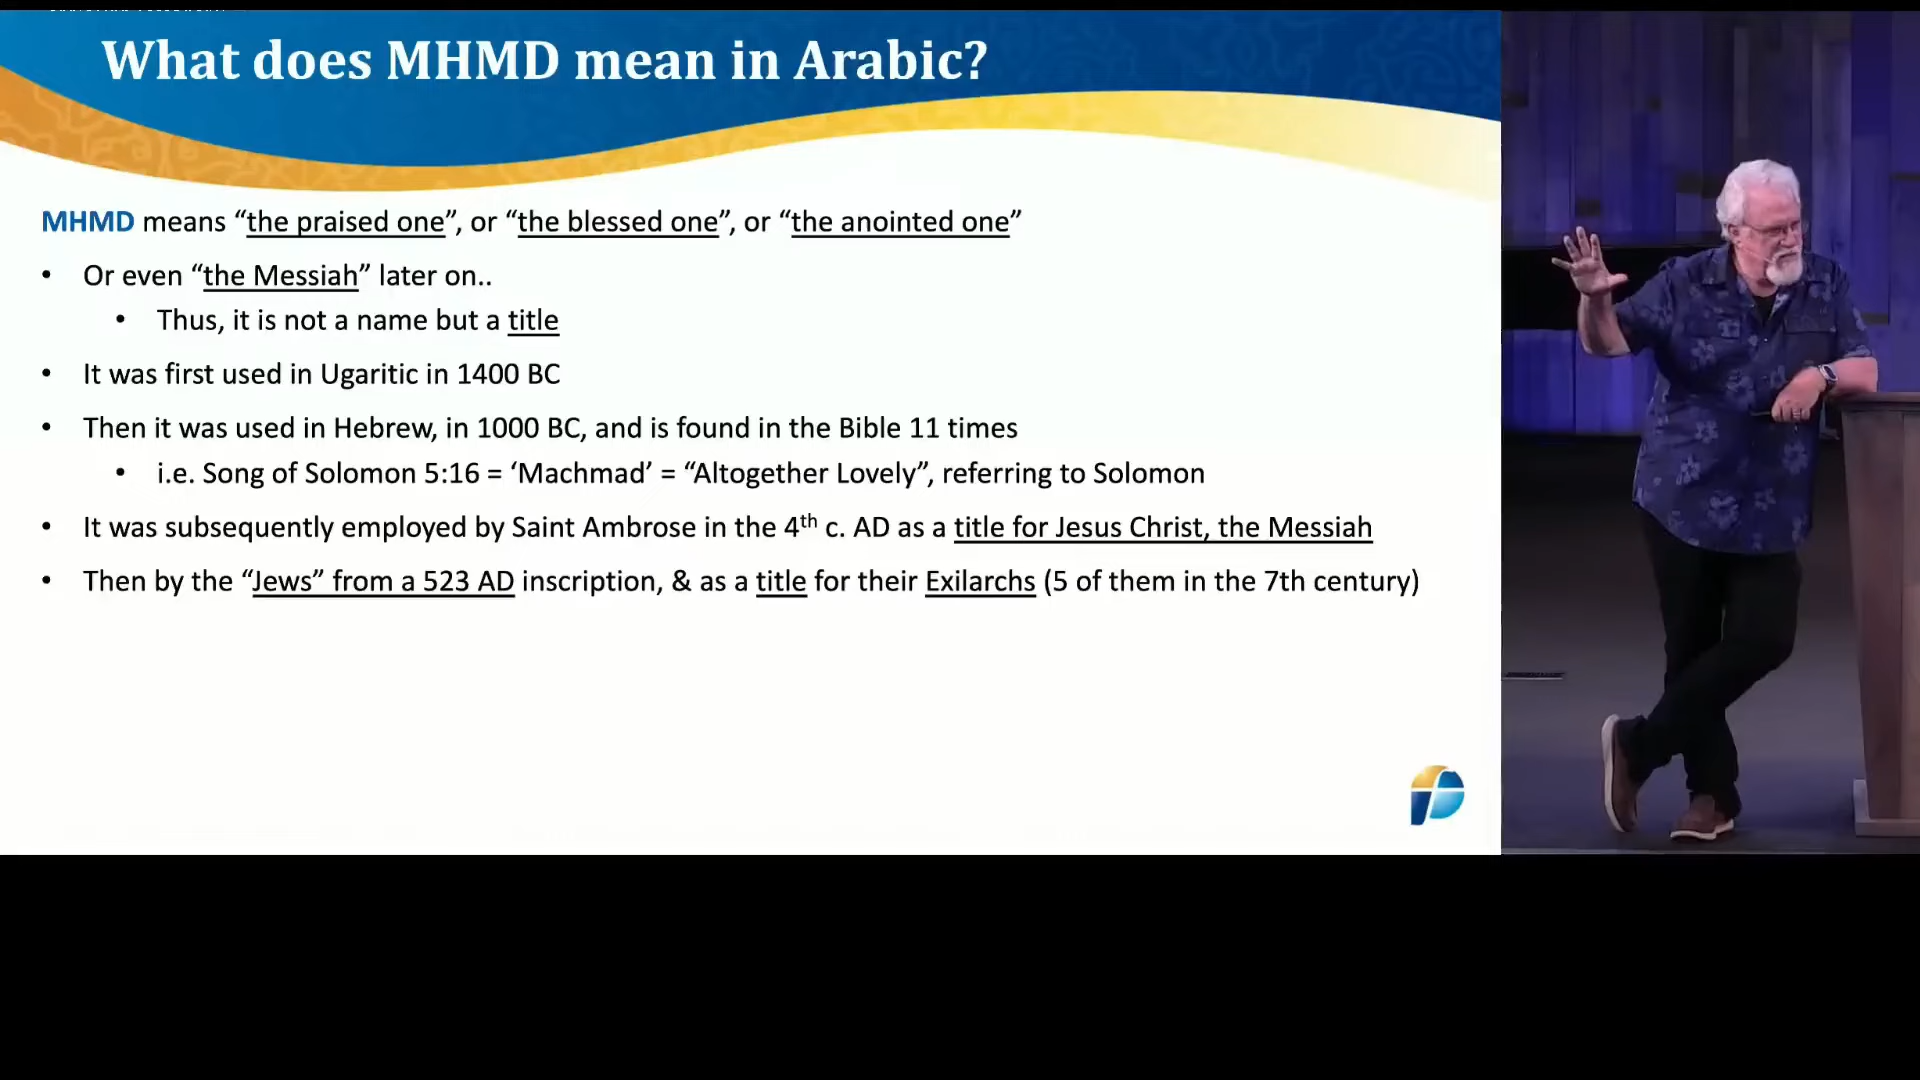 What does MHMD mean in Arabic?
MHMD means “the praised one”, or “the blessed one”, or “the anointed one”
• Or even “the Messiah” later on..
• Thus, it is not a name but a title
• It was first used in Ugaritic in 1400 BC
• Then it was used in Hebrew, in 1000 BC, and is found in the Bible 11 times
• i.e. Song of Solomon 5:16 = ‘Machmad’ = “Altogether Lovely”, referring to Solomon
• It was subsequently employed by Saint Ambrose in the 4th c. AD as a title for Jesus Christ, the Messiah
• Then by the “Jews” from a 523 AD inscription, & as a title for their Exilarchs (5 of them in the 7th century)